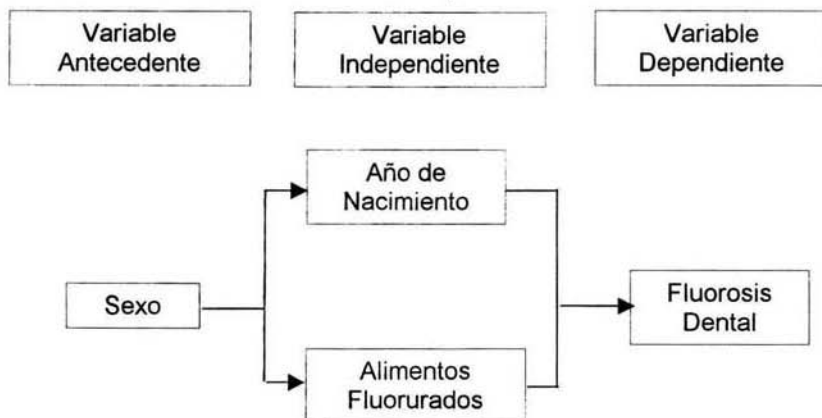 Variable
Antecedente
Variable
Independiente
Variable
Dependiente
Año de
Nacimiento
Sexo
Fluorosis
Dental
Alimentos
Fluorurados